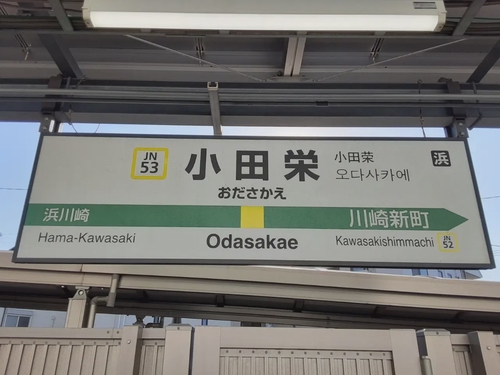 JN
53
小田栄
小田荣
오다사카에
浜
おださかえ
浜川崎
川崎新町
Hama-Kawasaki
Odasakae
Kawasakishimmachi
JN
52